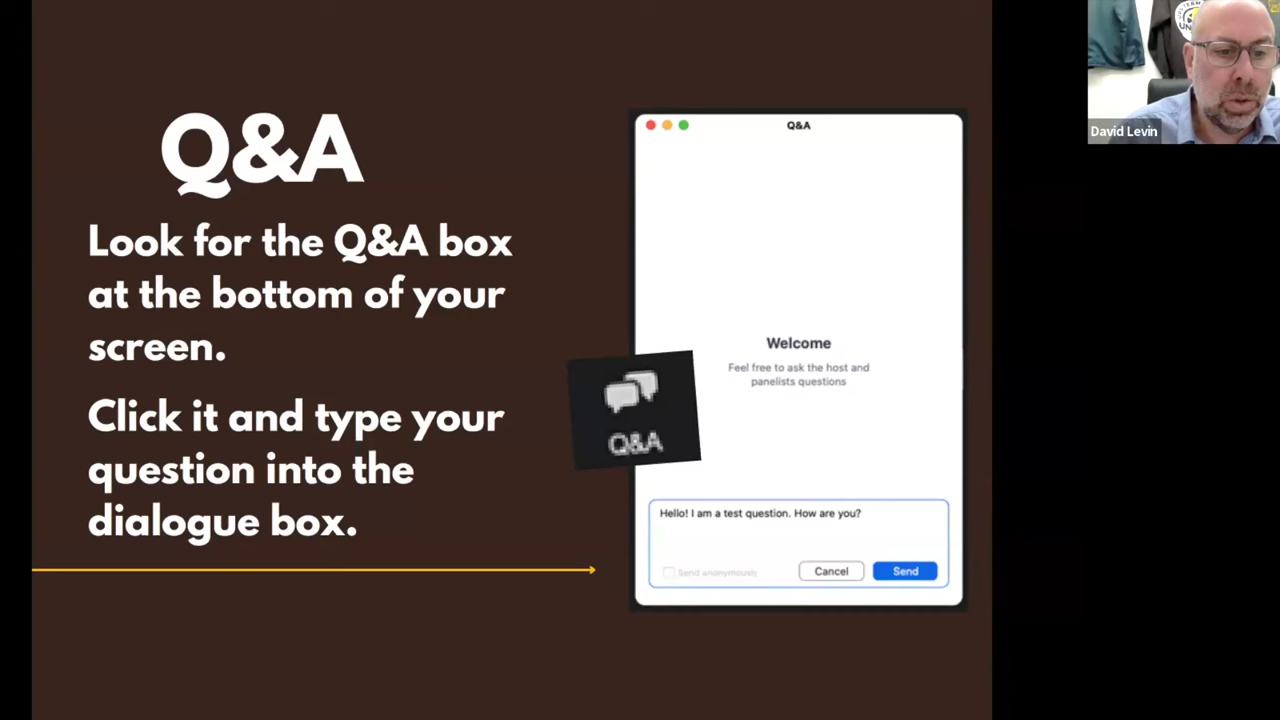 Q&A
Look for the Q&A box
at the bottom of your
screen.
Click it and type your
question into the
dialogue box.
Q&A
Welcome
Feel free to ask the host and
panelists questions
Q&A
Hello! I am a test question. How are you?
Send anonymously
Cancel
Send
David Levin